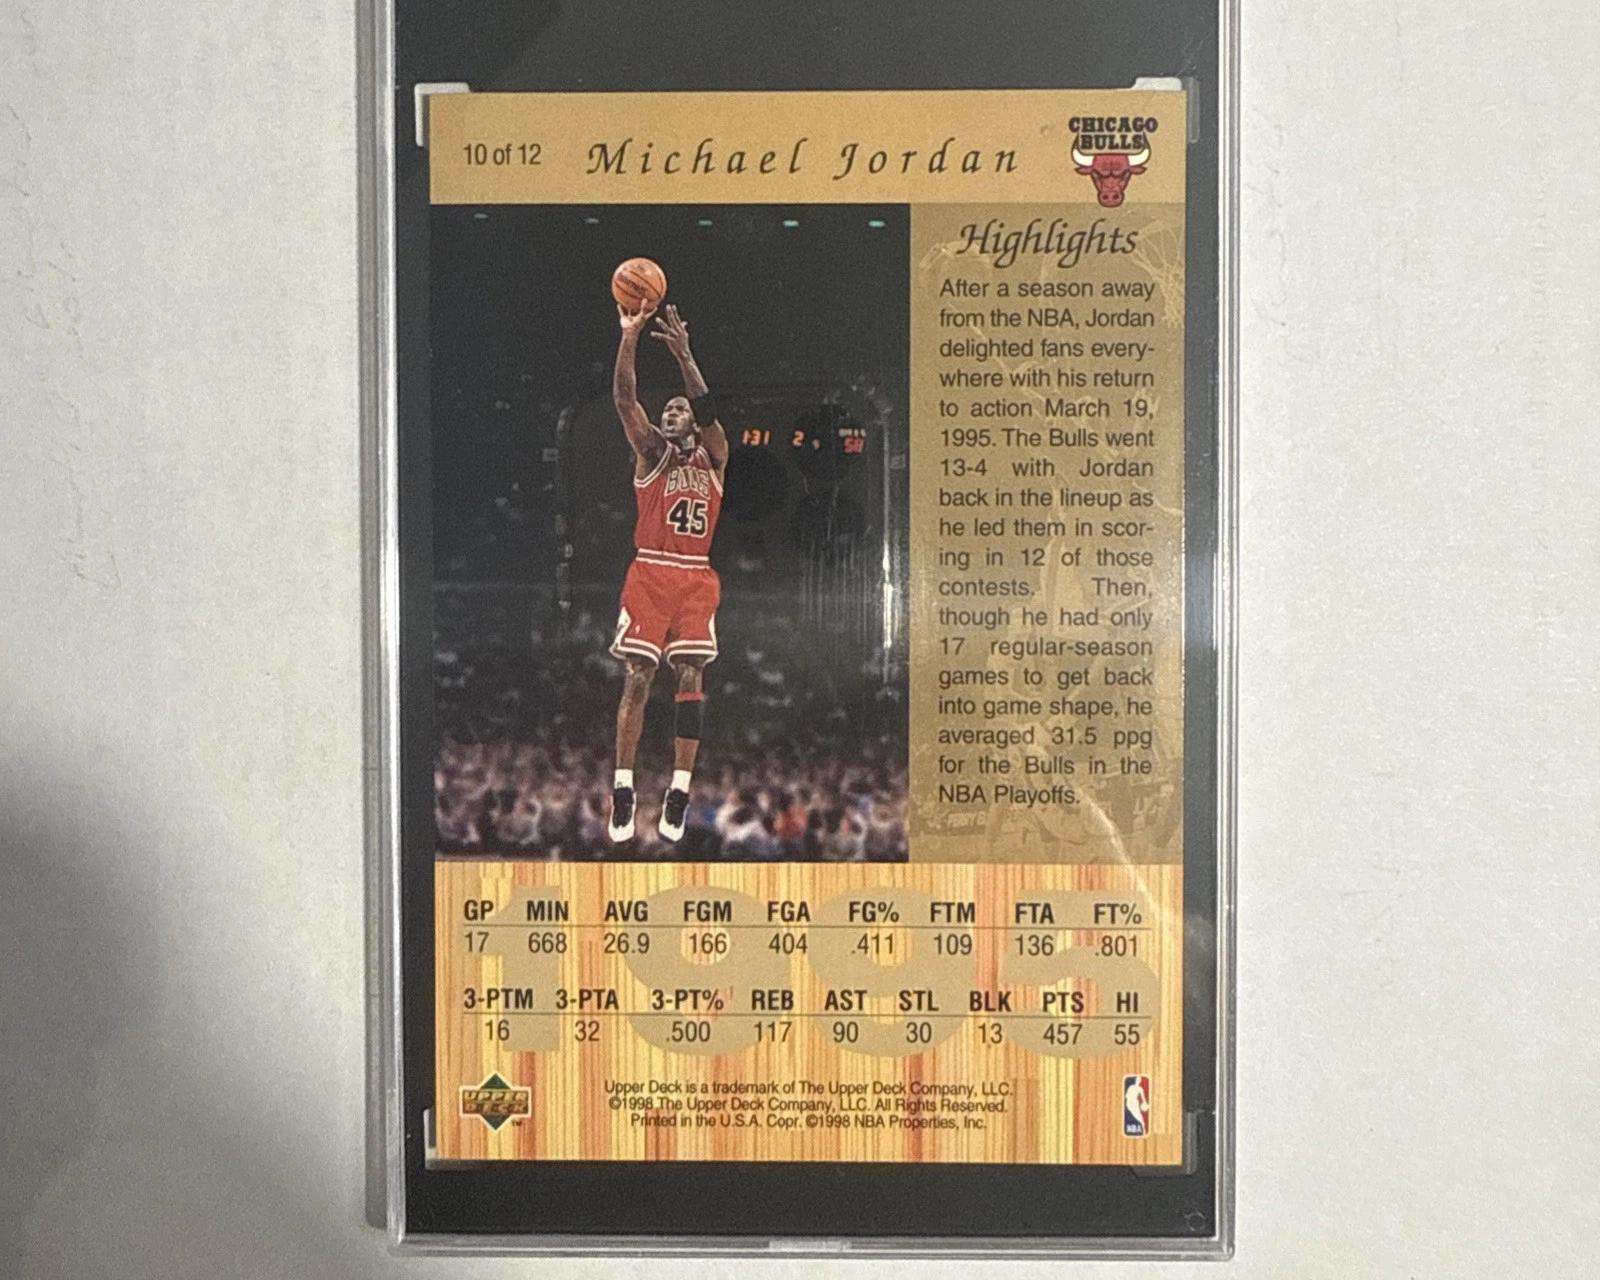 10 of 12 Michael Jordan
CHICAGO
BULLS
Highlights
After a season away
from the NBA, Jordan
delighted fans every-
where with his return
to action March 19,
1995. The Bulls went
13-4 with Jordan
back in the lineup as
he led them in scor-
ing in 12 of those
contests. Then,
though he had only
17 regular-season
games to get back
into game shape, he
averaged 31.5 ppg
for the Bulls in the
NBA Playoffs.
1:31 2
58
BULLS
45
1995
GP MIN AVG FGM FGA FG% FTM FTA FT%
17 668 26.9 166 404 .411 109 136 .801
3-PTM 3-PTA 3-PT% REB AST STL BLK PTS HI
16 32 .500 117 90 30 13 457 55
UPPER
DECK
TM
Upper Deck is a trademark of The Upper Deck Company, LLC.
©1998 The Upper Deck Company, LLC. All Rights Reserved.
Printed in the U.S.A. Copr. ©1998 NBA Properties, Inc.
NBA